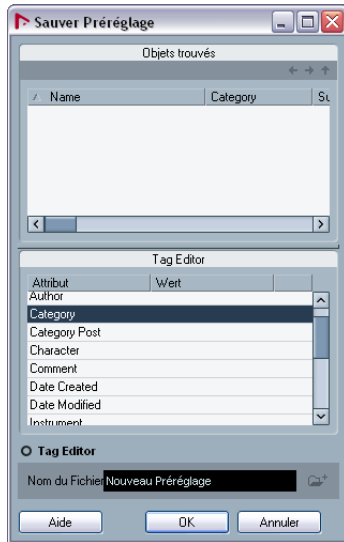 Sauver Préréglage
Objets trouvés
Name Category Su
Tag Editor
Attribut Wert
Author
Category
Category Post
Character
Comment
Date Created
Date Modified
Instrument
Tag Editor
Nom du Fichier Nouveau Préréglage
Aide OK Annuler